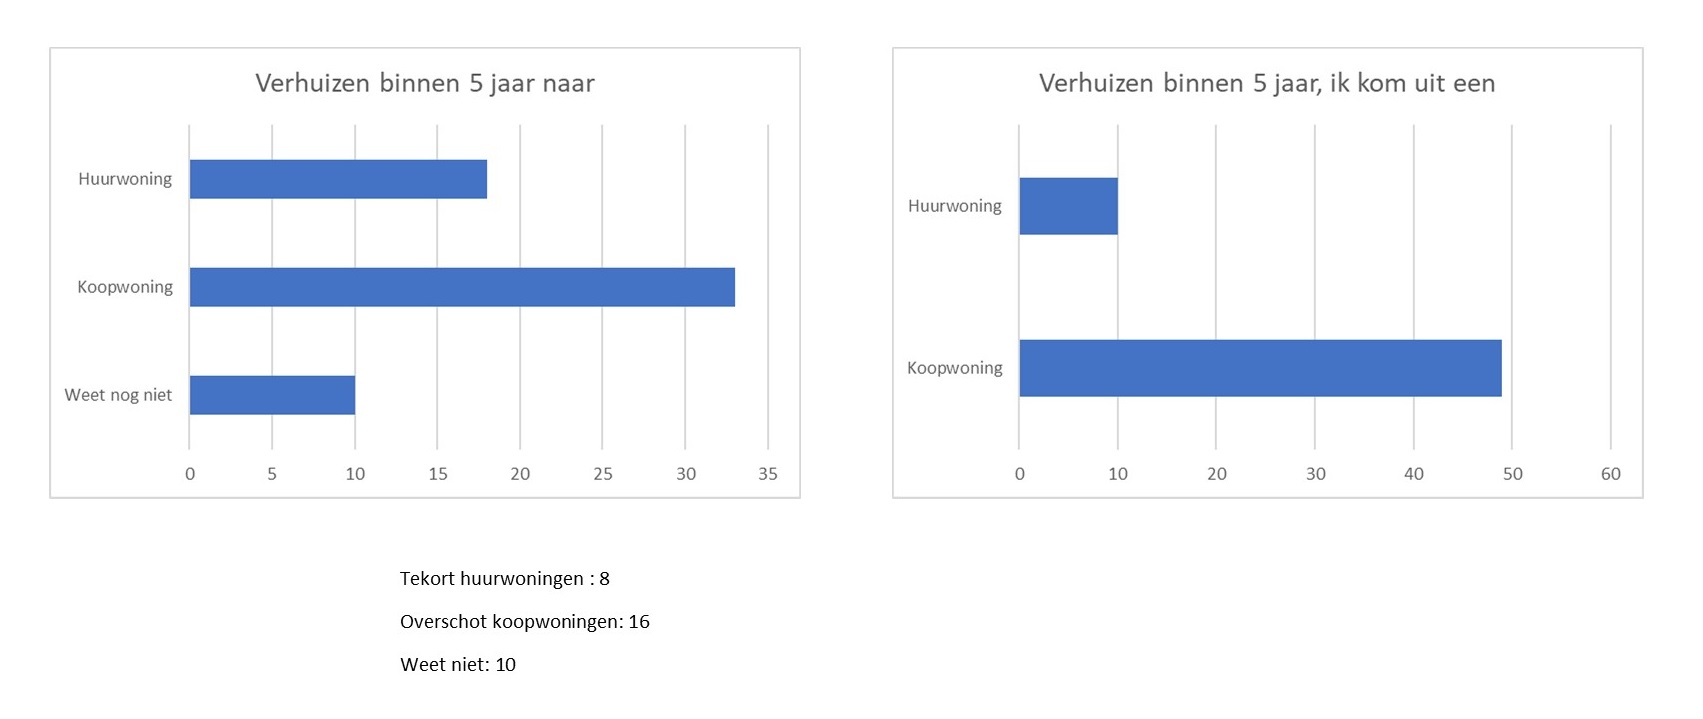 Verhuizen binnen 5 jaar naar
Huurwoning
Koopwoning
Weet nog niet
0 5 10 15 20 25 30 35
Verhuizen binnen 5 jaar, ik kom uit een
Huurwoning
Koopwoning
0 10 20 30 40 50 60
Tekort huurwoningen : 8
Overschot koopwoningen: 16
Weet niet: 10